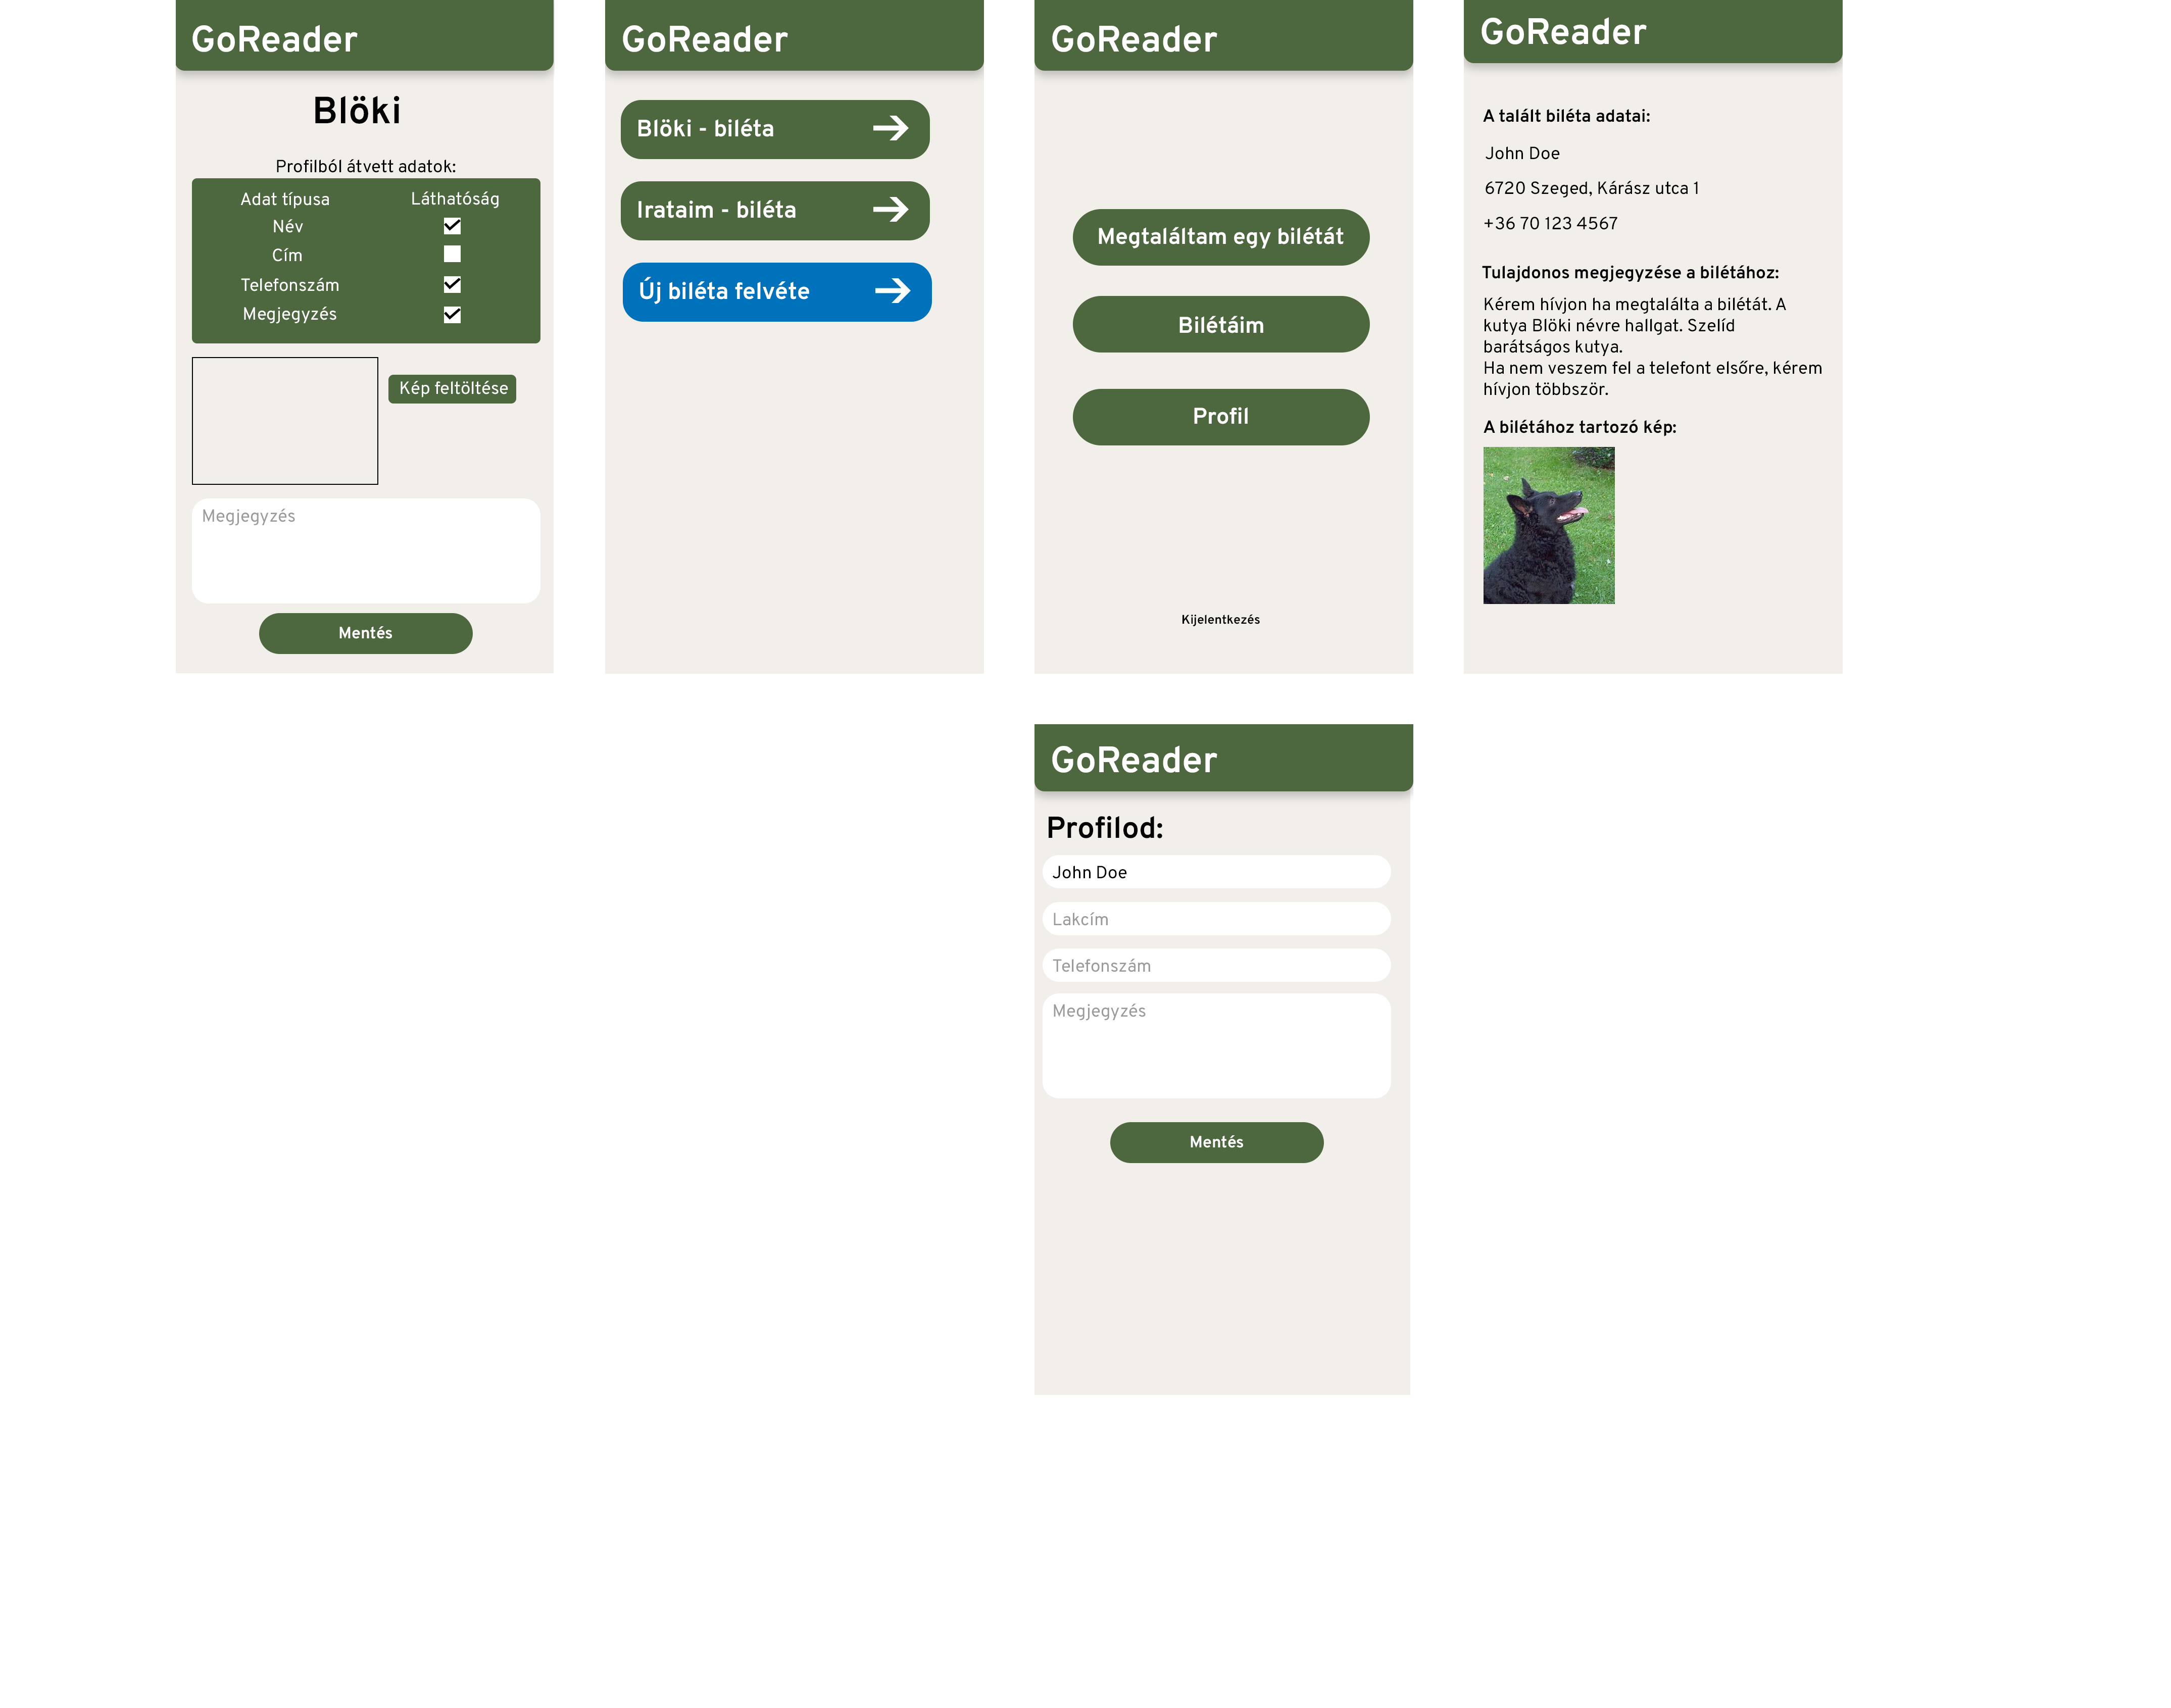 GoReader
Blöki
Profilból átvett adatok:
Adat típusa Láthatóság
Név
Cím
Telefonszám
Megjegyzés
Kép feltöltése
Megjegyzés
Mentés
GoReader
Blöki - biléta
Irataim - biléta
Új biléta felvéte
GoReader
Megtaláltam egy bilétát
Bilétáim
Profil
Kijelentkezés
GoReader
A talált biléta adatai:
John Doe
6720 Szeged, Kárász utca 1
+36 70 123 4567
Tulajdonos megjegyzése a bilétához:
Kérem hívjon ha megtalálta a bilétát. A
kutya Blöki névre hallgat. Szelíd
barátságos kutya.
Ha nem veszem fel a telefont elsőre, kérem
hívjon többször.
A bilétához tartozó kép:
GoReader
Profilod:
John Doe
Lakcím
Telefonszám
Megjegyzés
Mentés